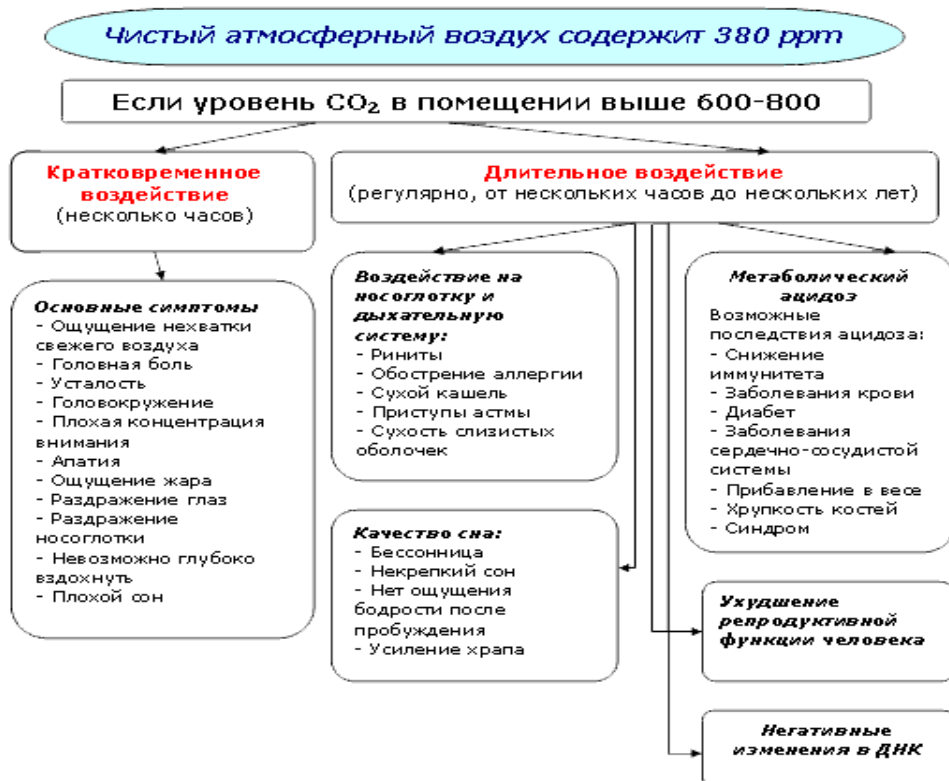 Чистый атмосферный воздух содержит 380 ppm
Если уровень CO₂ в помещении выше 600-800
Кратковременное
воздействие
(несколько часов)
Длительное воздействие
(регулярно, от нескольких часов до нескольких лет)
Основные симптомы
- Ощущение нехватки
свежего воздуха
- Головная боль
- Усталость
- Головокружение
- Плохая концентрация
внимания
- Апатия
- Ощущение жара
- Раздражение глаз
- Раздражение
носоглотки
- Невозможно глубоко
вздохнуть
- Плохой сон
Воздействие на
носоглотку и
дыхательную
систему:
- Риниты
- Обострение аллергии
- Сухой кашель
- Приступы астмы
- Сухость слизистых
оболочек
Качество сна:
- Бессонница
- Некрепкий сон
- Нет ощущения
бодрости после
пробуждения
- Усиление храпа
Метаболический
ацидоз
Возможные
последствия ацидоза:
- Снижение
иммунитета
- Заболевания крови
- Диабет
- Заболевания
сердечно-сосудистой
системы
- Прибавление в весе
- Хрупкость костей
- Синдром
Ухудшение
репродуктивной
функции человека
Негативные
изменения в ДНК